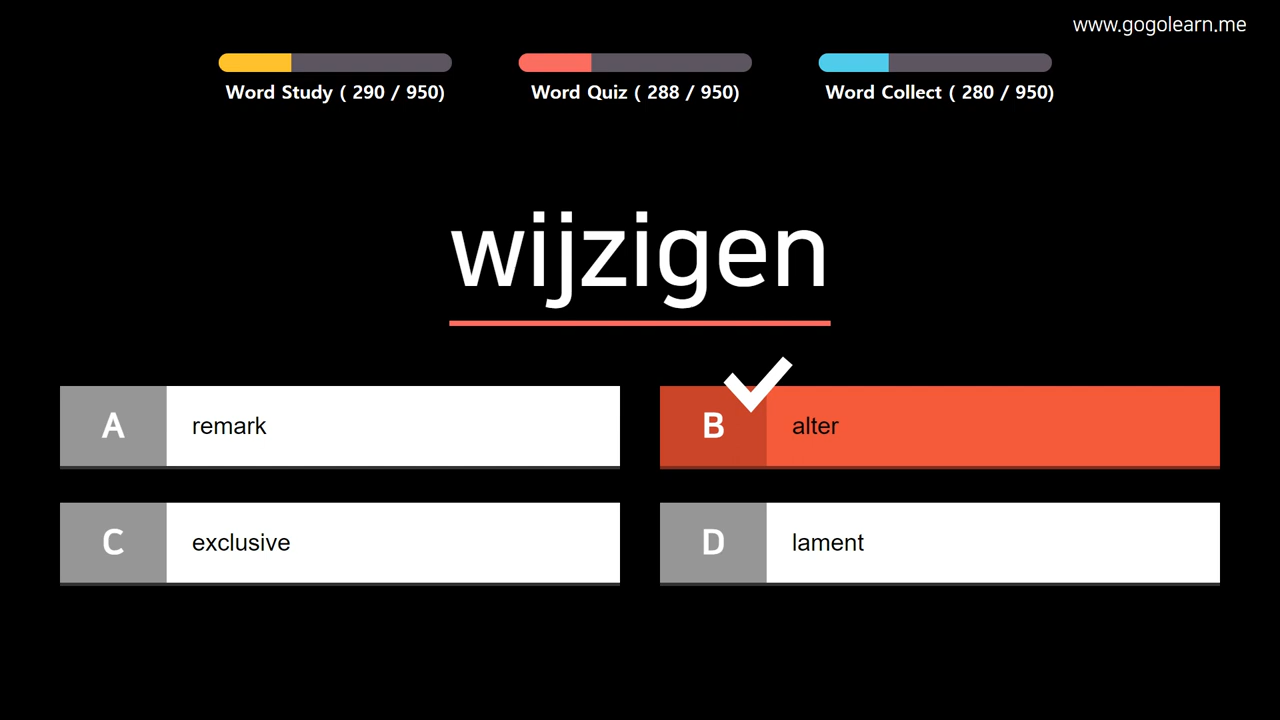 www.gogolearn.me
Word Study ( 290 / 950)
Word Quiz ( 288 / 950)
Word Collect ( 280 / 950)
wijzigen
A remark
B alter
C exclusive
D lament